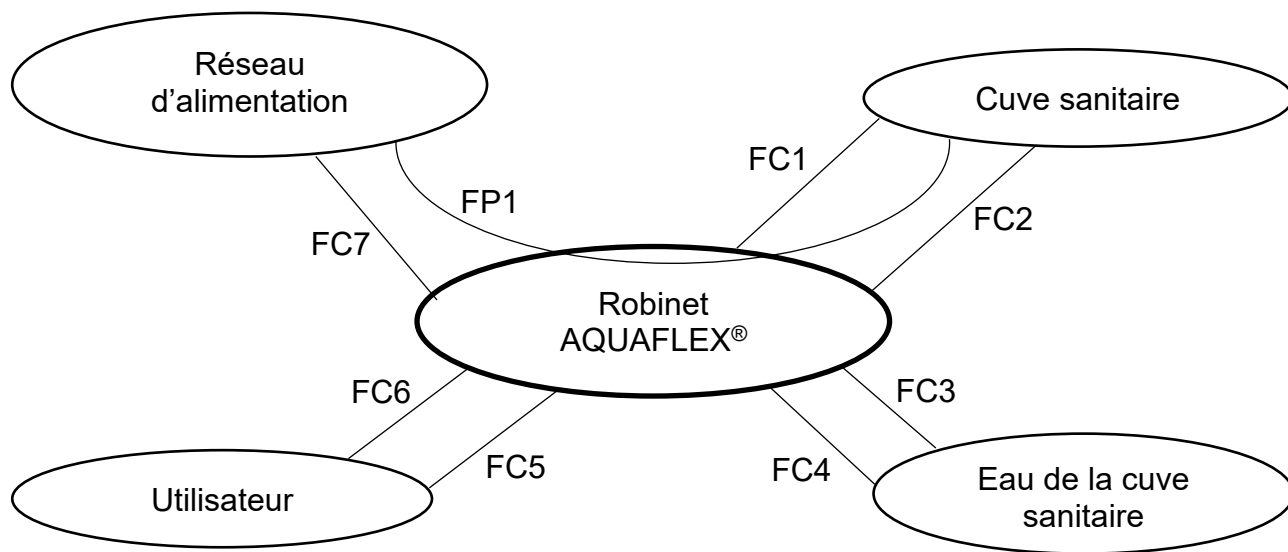 Réseau
d’alimentation
Cuve sanitaire
FC1
FP1
FC2
FC7
Robinet
AQUAFLEX®
FC6
FC3
FC5
FC4
Utilisateur
Eau de la cuve
sanitaire